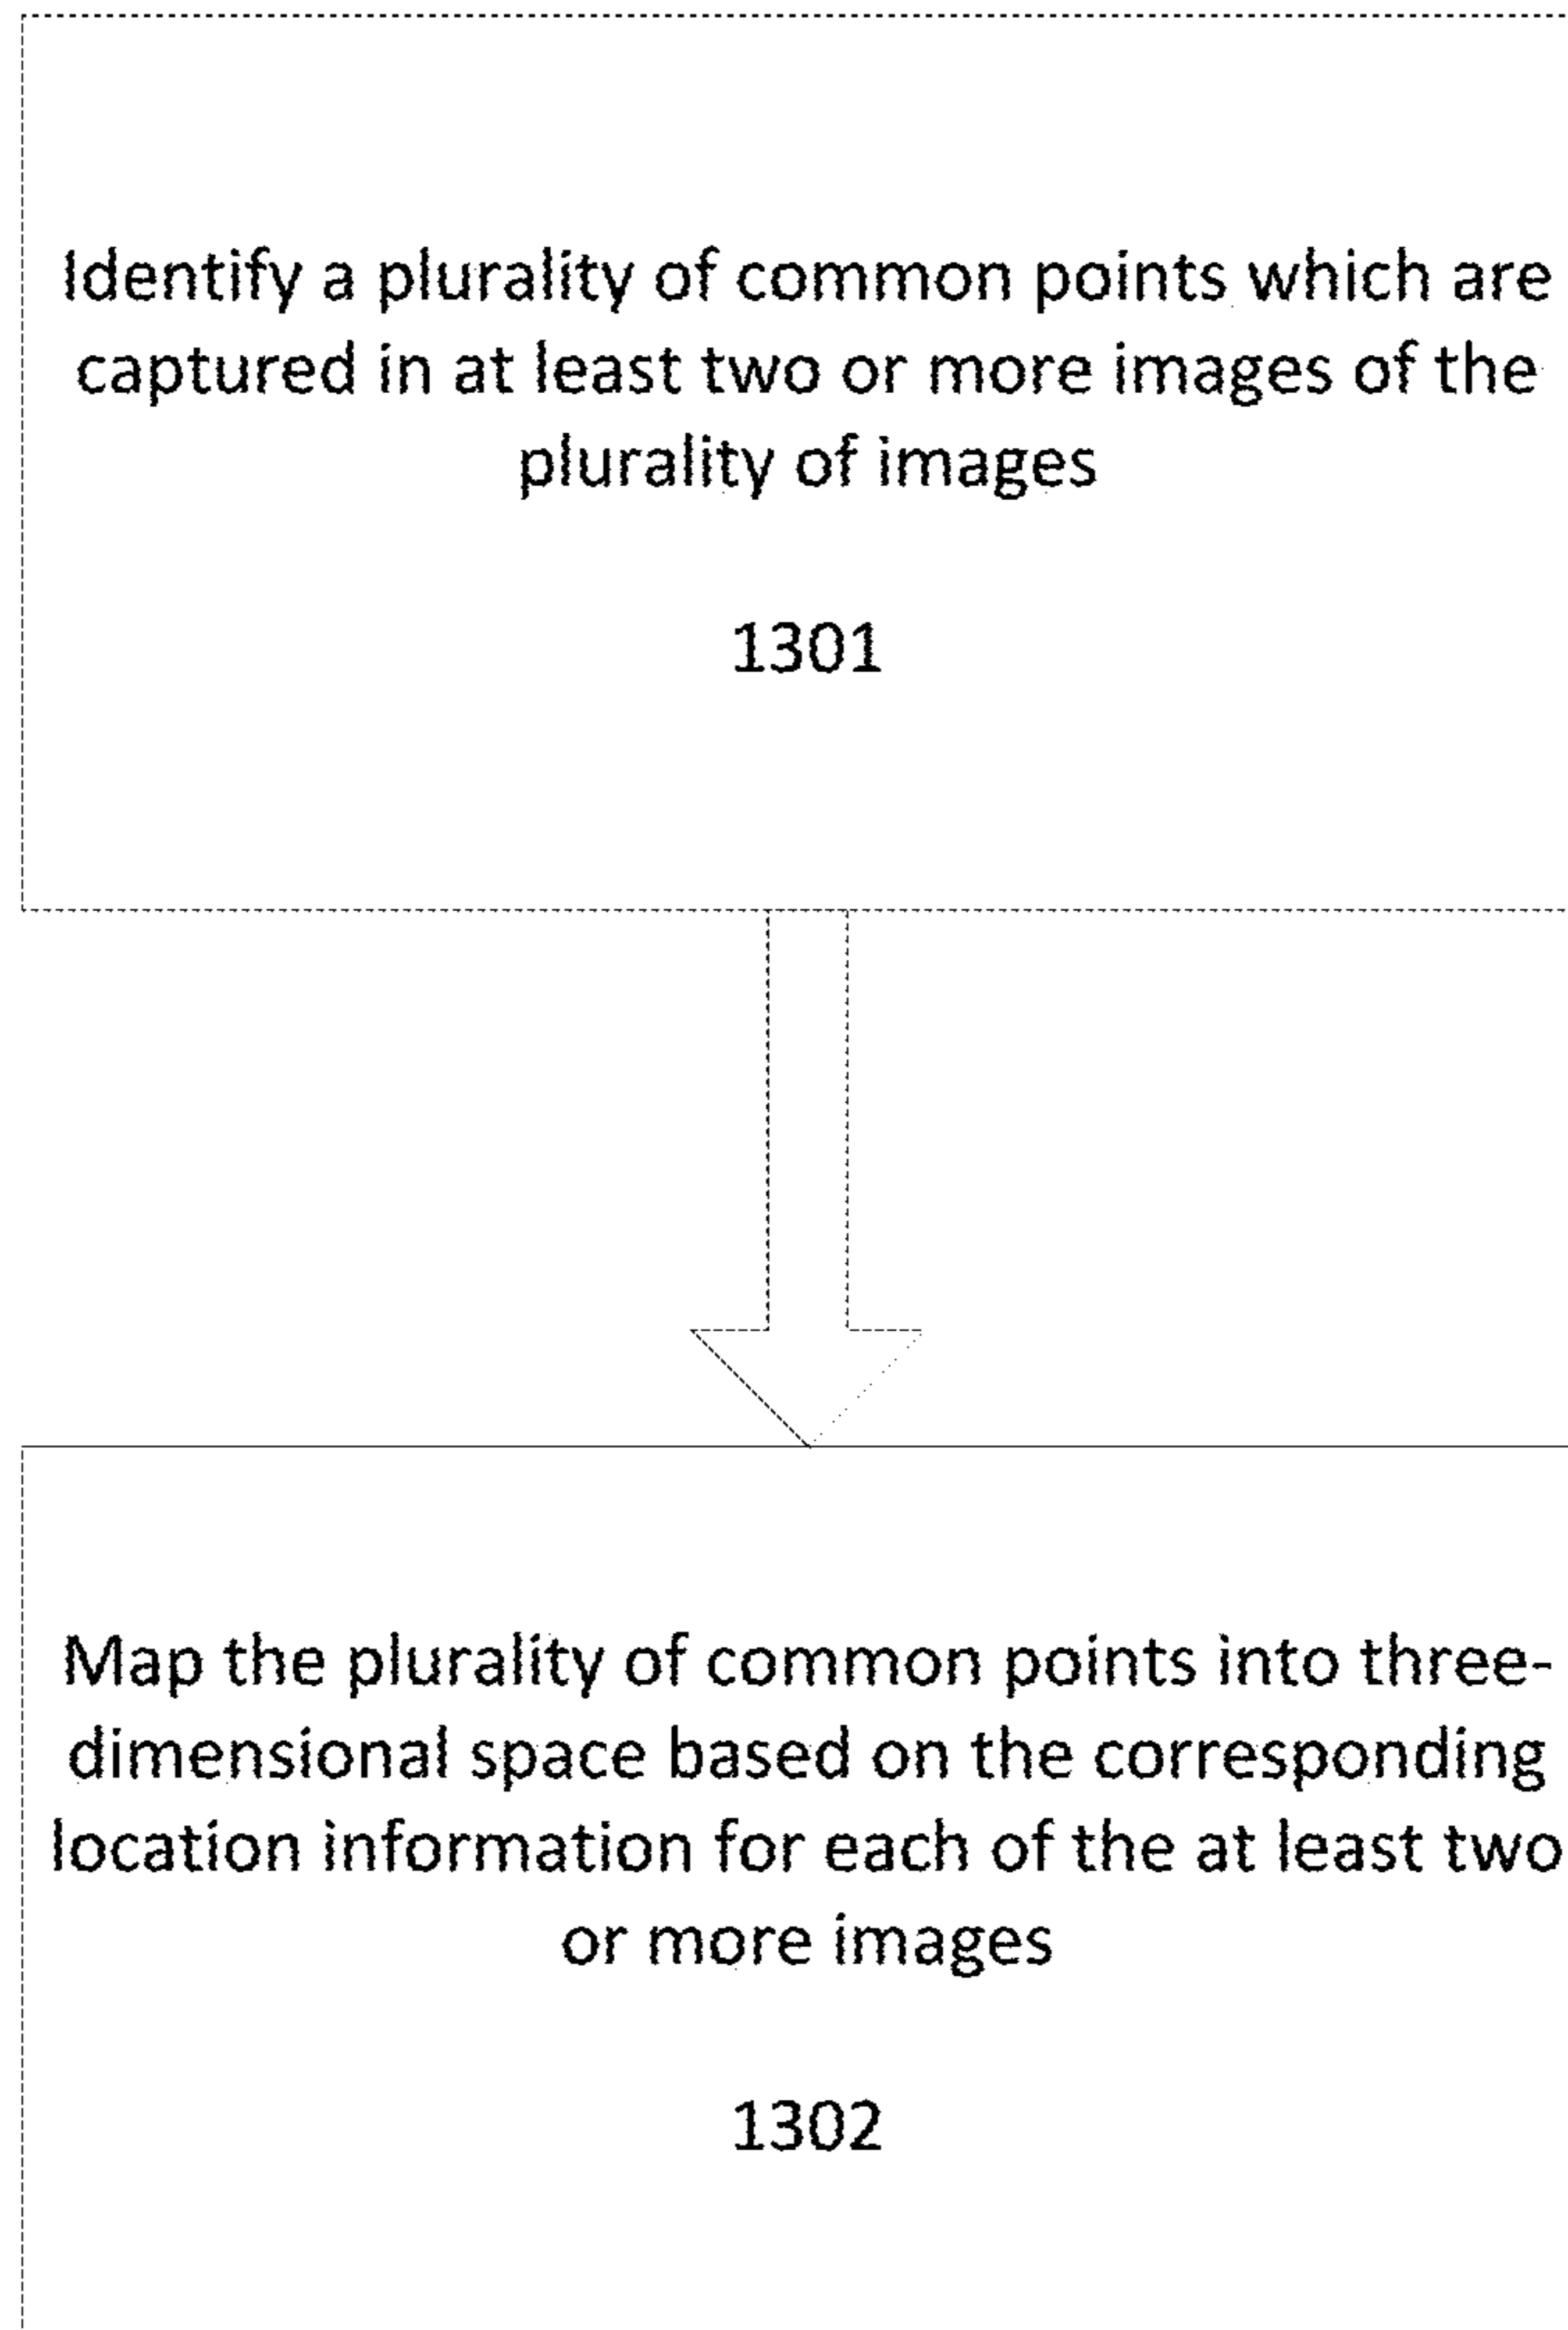 Identify a plurality of common points which are
captured in at least two or more images of the
plurality of images
1301
Map the plurality of common points into three-
dimensional space based on the corresponding
location information for each of the at least two
or more images
1302